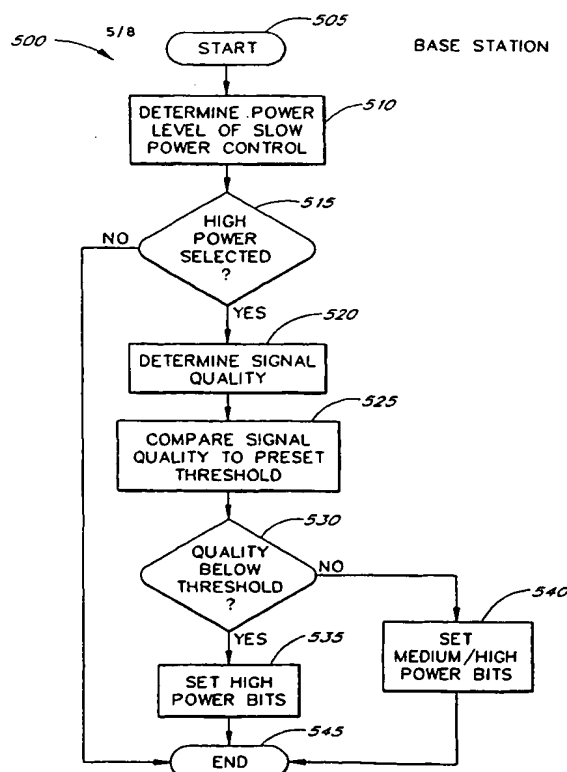 5/8
500
505
START
BASE STATION
DETERMINE POWER
LEVEL OF SLOW
POWER CONTROL
510
515
HIGH
POWER
SELECTED
?
NO
YES
520
DETERMINE SIGNAL
QUALITY
525
COMPARE SIGNAL
QUALITY TO PRESET
THRESHOLD
530
QUALITY
BELOW
THRESHOLD
?
NO
YES
535
SET HIGH
POWER BITS
540
SET
MEDIUM/HIGH
POWER BITS
545
END